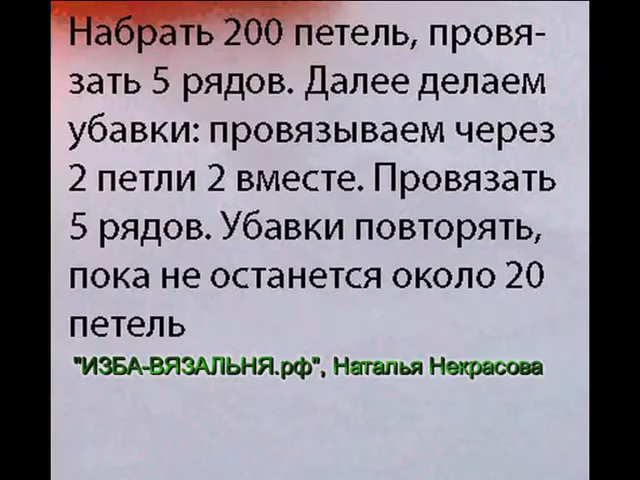 Набрать 200 петель, провя-
зать 5 рядов. Далее делаем
убавки: провязываем через
2 петли 2 вместе. Провязать
5 рядов. Убавки повторять,
пока не останется около 20
петель
"ИЗБА-ВЯЗАЛЬНЯ.рф", Наталья Некрасова